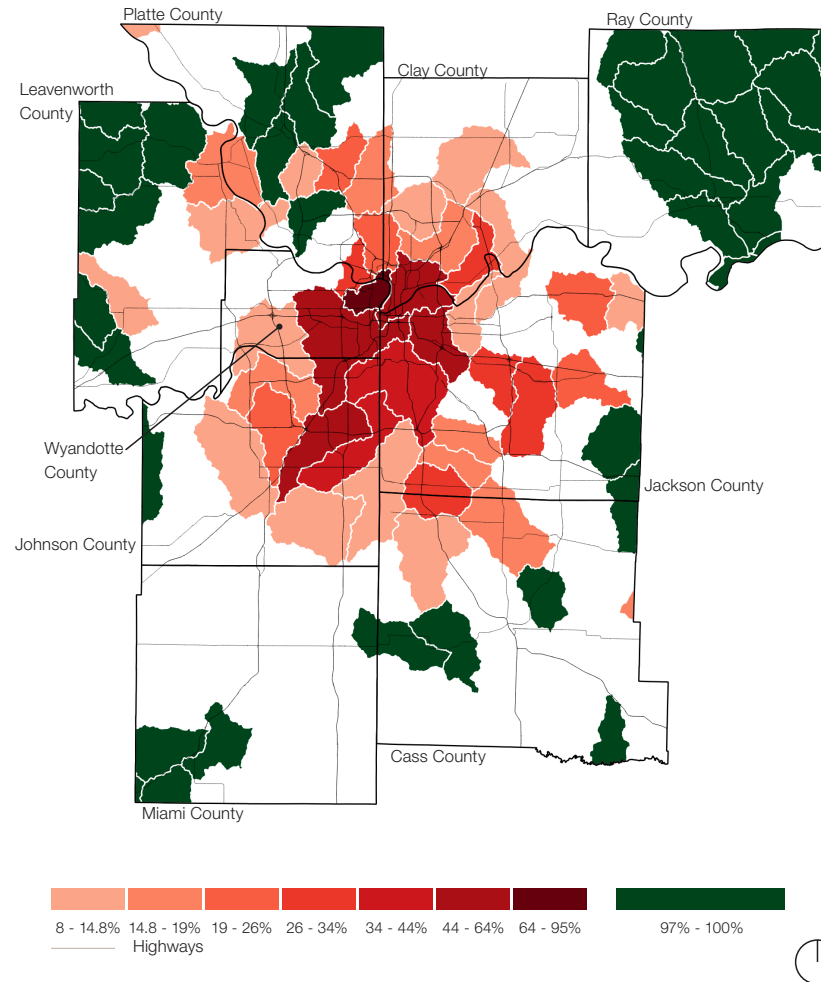 Platte County
Ray County
Clay County
Leavenworth
County
Wyandotte
County
Jackson County
Johnson County
Cass County
Miami County
8 - 14.8%
14.8 - 19%
19 - 26%
26 - 34%
34 - 44%
44 - 64%
64 - 95%
97% - 100%
Highways